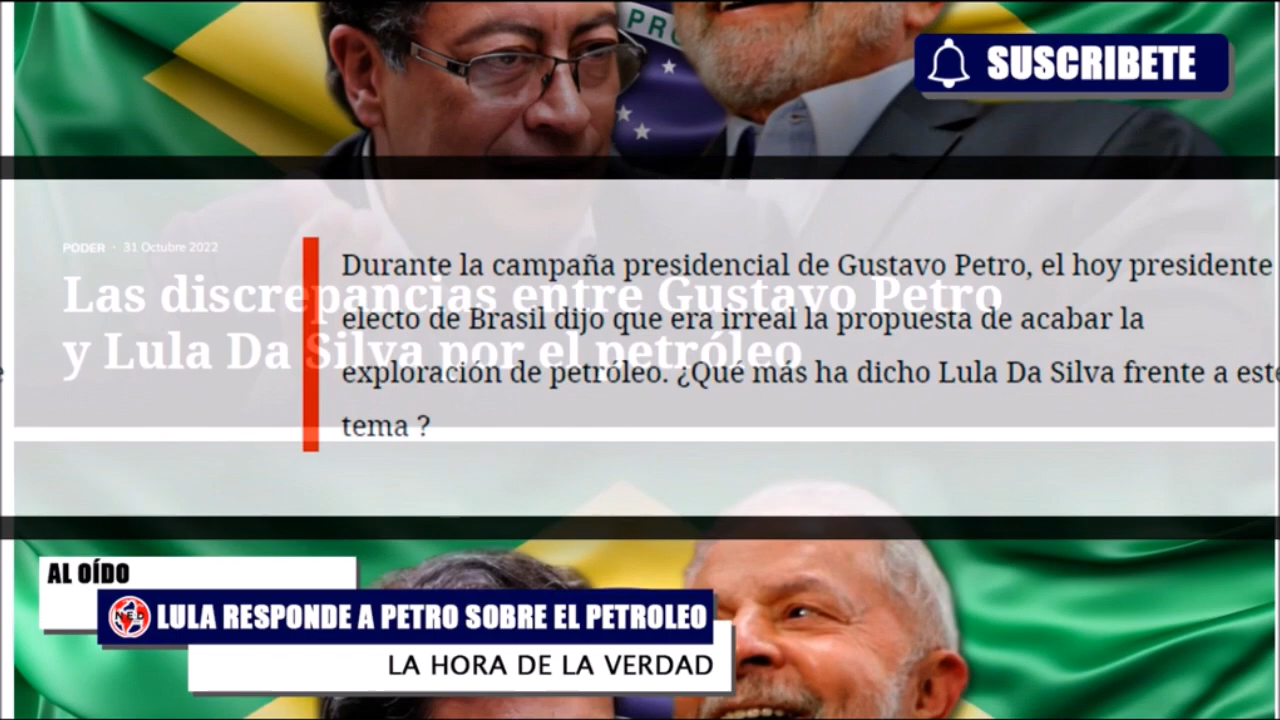 PRO
SUSCRIBETE
PODER · 31 Octubre 2022
Las discrepancias entre Gustavo Petro
y Lula Da Silva por el petróleo
Durante la campaña presidencial de Gustavo Petro, el hoy presidente
electo de Brasil dijo que era irreal la propuesta de acabar la
exploración de petróleo. ¿Qué más ha dicho Lula Da Silva frente a este
tema ?
AL OÍDO
LULA RESPONDE A PETRO SOBRE EL PETROLEO
LA HORA DE LA VERDAD